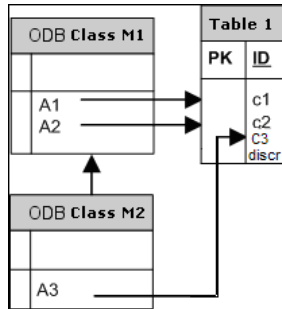 ODB Class M1
A1
A2
Table 1
PK ID
c1
c2
C3
discr
ODB Class M2
A3